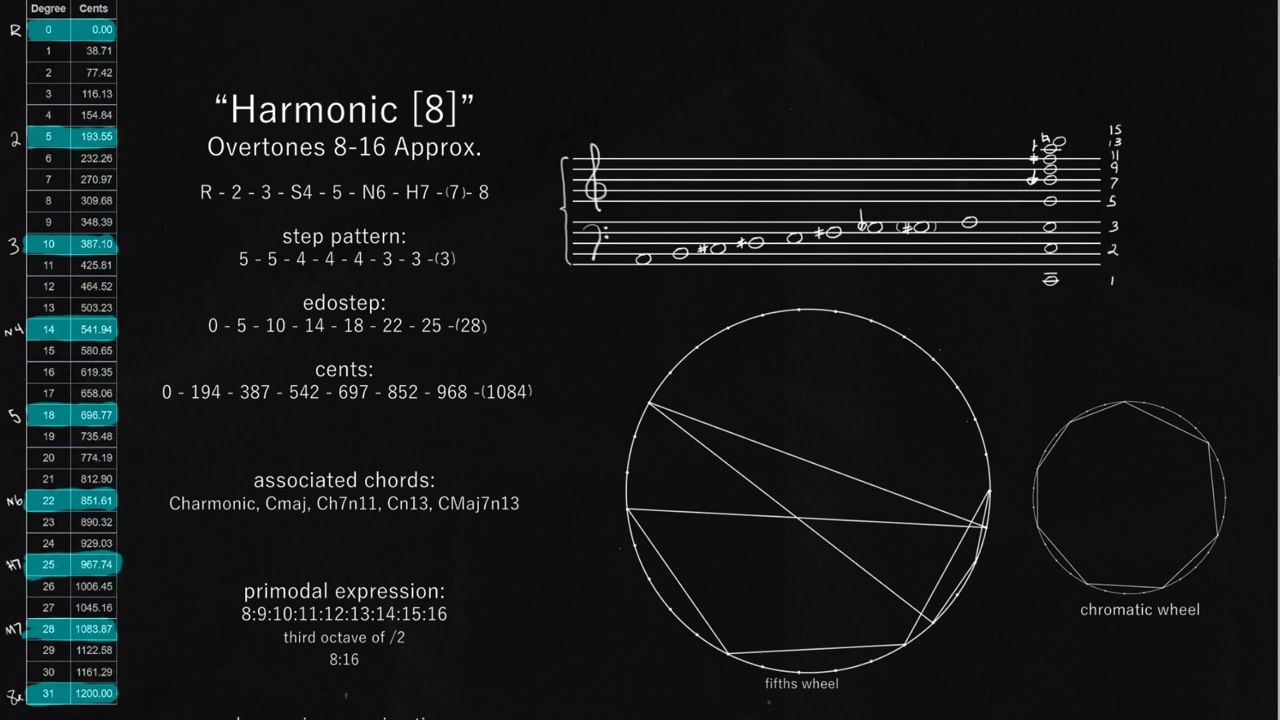 Degree Cents
R 0 0.00
1 38.71
2 77.42
3 116.13
4 154.84
2 5 193.55
6 232.26
7 270.97
8 309.68
9 348.39
3 10 387.10
11 425.81
12 464.52
13 503.23
N4 14 541.94
15 580.65
16 619.35
17 658.06
5 18 696.77
19 735.48
20 774.19
21 812.90
N6 22 851.61
23 890.32
24 929.03
H7 25 967.74
26 1006.45
27 1045.16
M7 28 1083.87
29 1122.58
30 1161.29
8e 31 1200.00
“Harmonic [8]”
Overtones 8-16 Approx.
R - 2 - 3 - S4 - 5 - N6 - H7 -(7)- 8
step pattern:
5 - 5 - 4 - 4 - 4 - 3 - 3 -(3)
edostep:
0 - 5 - 10 - 14 - 18 - 22 - 25 -(28)
cents:
0 - 194 - 387 - 542 - 697 - 852 - 968 -(1084)
associated chords:
Charmonic, Cmaj, Ch7n11, Cn13, CMaj7n13
primodal expression:
8:9:10:11:12:13:14:15:16
third octave of /2
8:16
15
13
11
9
7
5
3
2
1
fifths wheel
chromatic wheel